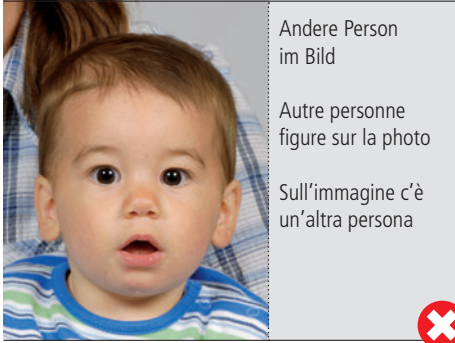 Andere Person
im Bild
Autre personne
figure sur la photo
Sull’immagine c’è
un’altra persona